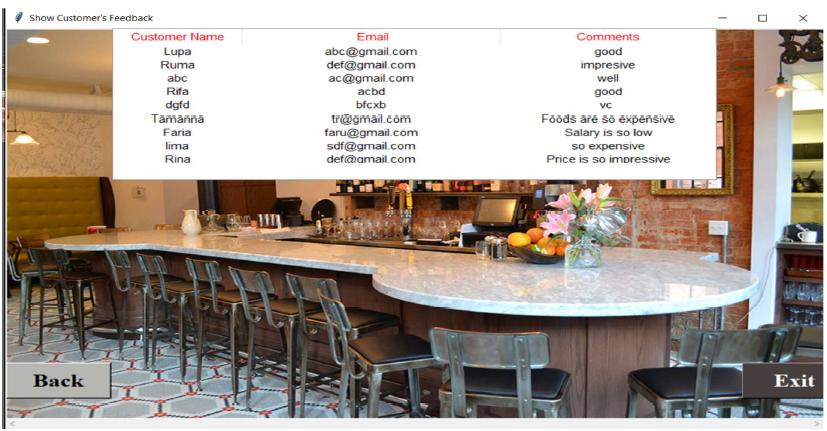 Show Customer's Feedback
Customer Name Email Comments
Lupa abc@gmail.com good
Ruma def@gmail.com impresive
abc ac@gmail.com well
Rifa acbd good
dgfd bfcxb vc
Tamanna tr@gmail.com Foods are so expensive
Faria faru@gmail.com Salary is so low
lima sdf@gmail.com so expensive
Rina def@gmail.com Price is so impressive
Back Exit